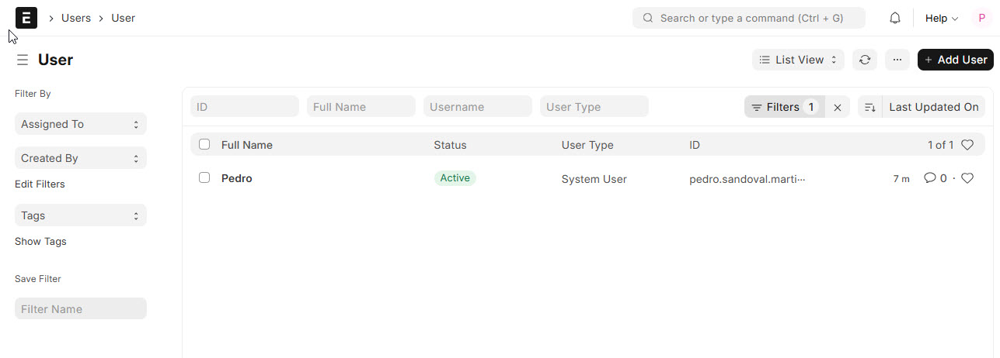 E Users User Search or type a command (Ctrl + G) Help P
User List View Add User
Filter By
ID Full Name Username User Type Filters 1 Last Updated On
Assigned To
Full Name Status User Type ID 1 of 1
Created By
Pedro Active System User pedro.sandoval.marti··· 7 m 0 ·
Edit Filters
Tags
Show Tags
Save Filter
Filter Name